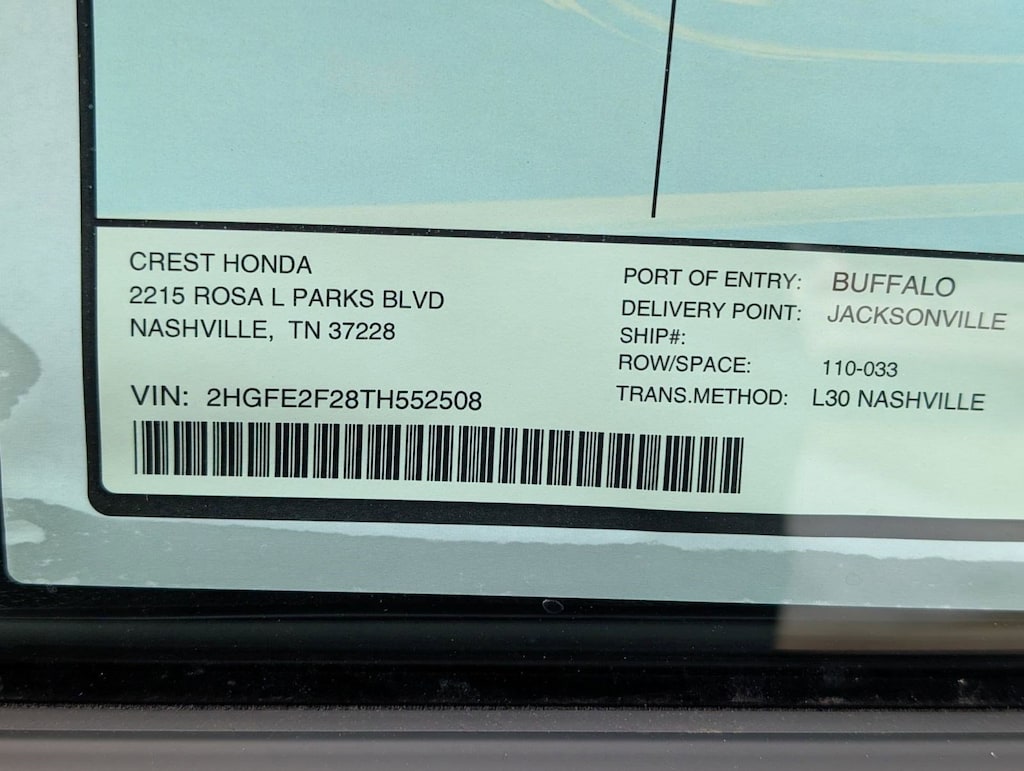 CREST HONDA
2215 ROSA L PARKS BLVD
NASHVILLE, TN 37228
VIN: 2HGFE2F28TH552508
PORT OF ENTRY: BUFFALO
DELIVERY POINT: JACKSONVILLE
SHIP#:
ROW/SPACE: 110-033
TRANS.METHOD: L30 NASHVILLE